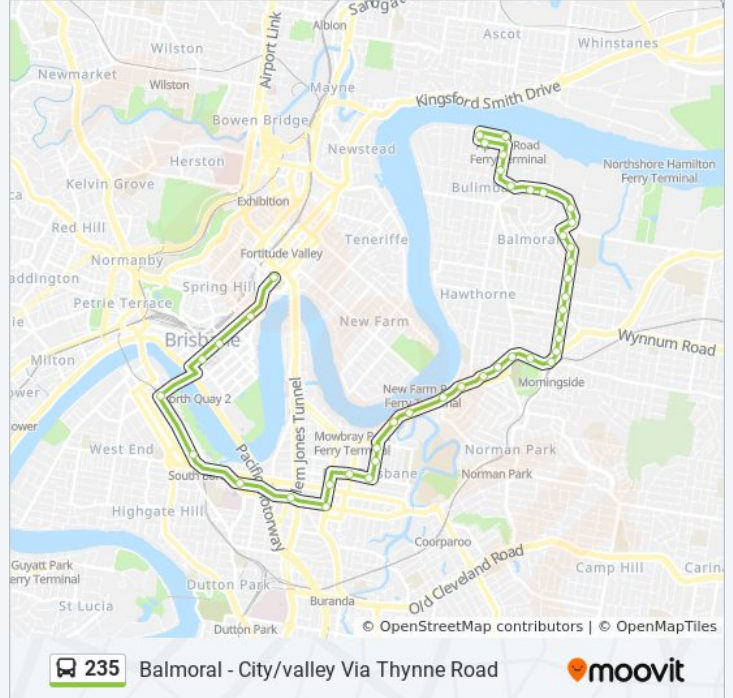 Sandgate
Albion
Ascot
Whinstanes
Wilston
Airport Link
Newmarket
Wilston
Mayne
Kingsford Smith Drive
Bowen Bridge
Newstead
Road
Ferry Terminal
Northshore Hamilton
Ferry Terminal
Herston
Kelvin Grove
Bulimba
Exhibition
Red Hill
Teneriffe
Balmoral
Fortitude Valley
Normanby
Spring Hill
Petrie Terrace
Hawthorne
New Farm
Brisbane
Wynnum Road
Milton
Morningside
North Quay 2
New Farm
Ferry Terminal
Clem Jones Tunnel
Mowbray
Ferry Terminal
West End
Pacific Motorway
Norman Park
Norman Park
Highgate Hill
Coorparoo
Guyatt Park
Ferry Terminal
Old Cleveland Road
Camp Hill
Dutton Park
St Lucia
Buranda
Dutton Park
© OpenStreetMap contributors | © OpenMapTiles
235 Balmoral - City/valley Via Thynne Road
moovit